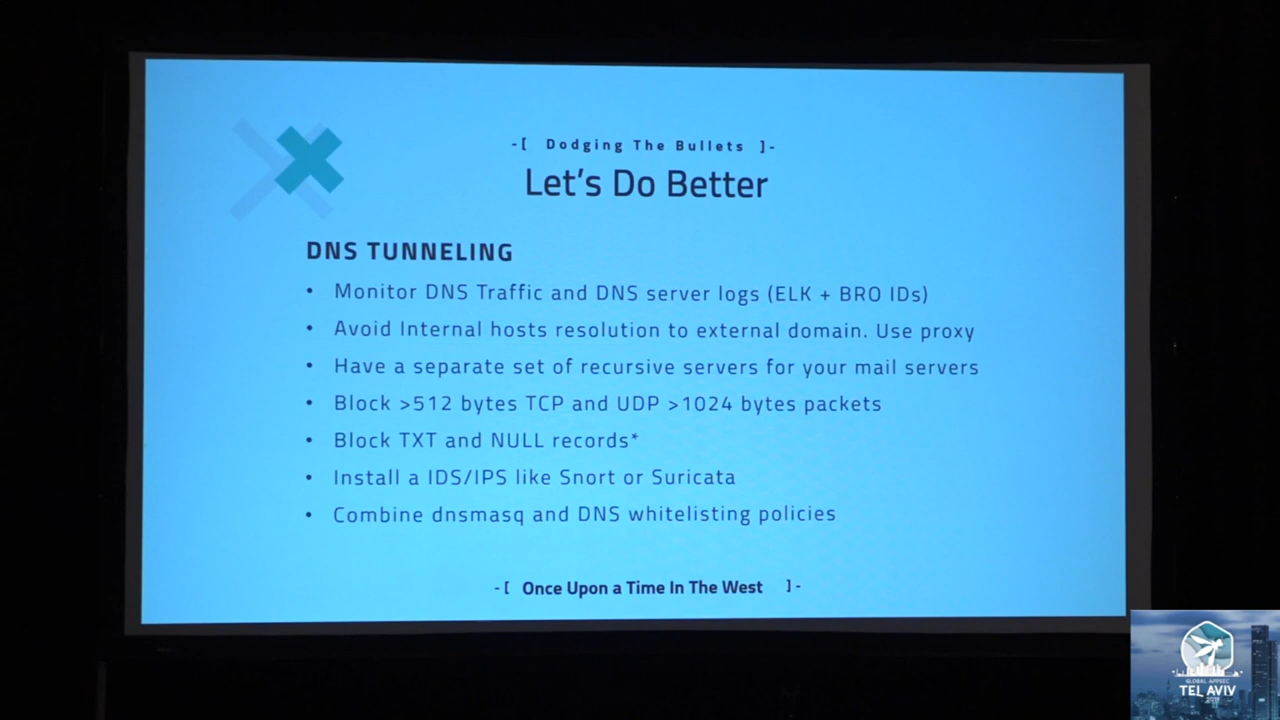 -[ Dodging The Bullets ]-
Let's Do Better
DNS TUNNELING
• Monitor DNS Traffic and DNS server logs (ELK + BRO IDs)
• Avoid Internal hosts resolution to external domain. Use proxy
• Have a separate set of recursive servers for your mail servers
• Block >512 bytes TCP and UDP >1024 bytes packets
• Block TXT and NULL records*
• Install a IDS/IPS like Snort or Suricata
• Combine dnsmasq and DNS whitelisting policies
-[ Once Upon a Time In The West ]-
GLOBAL APPSEC
TEL AVIV